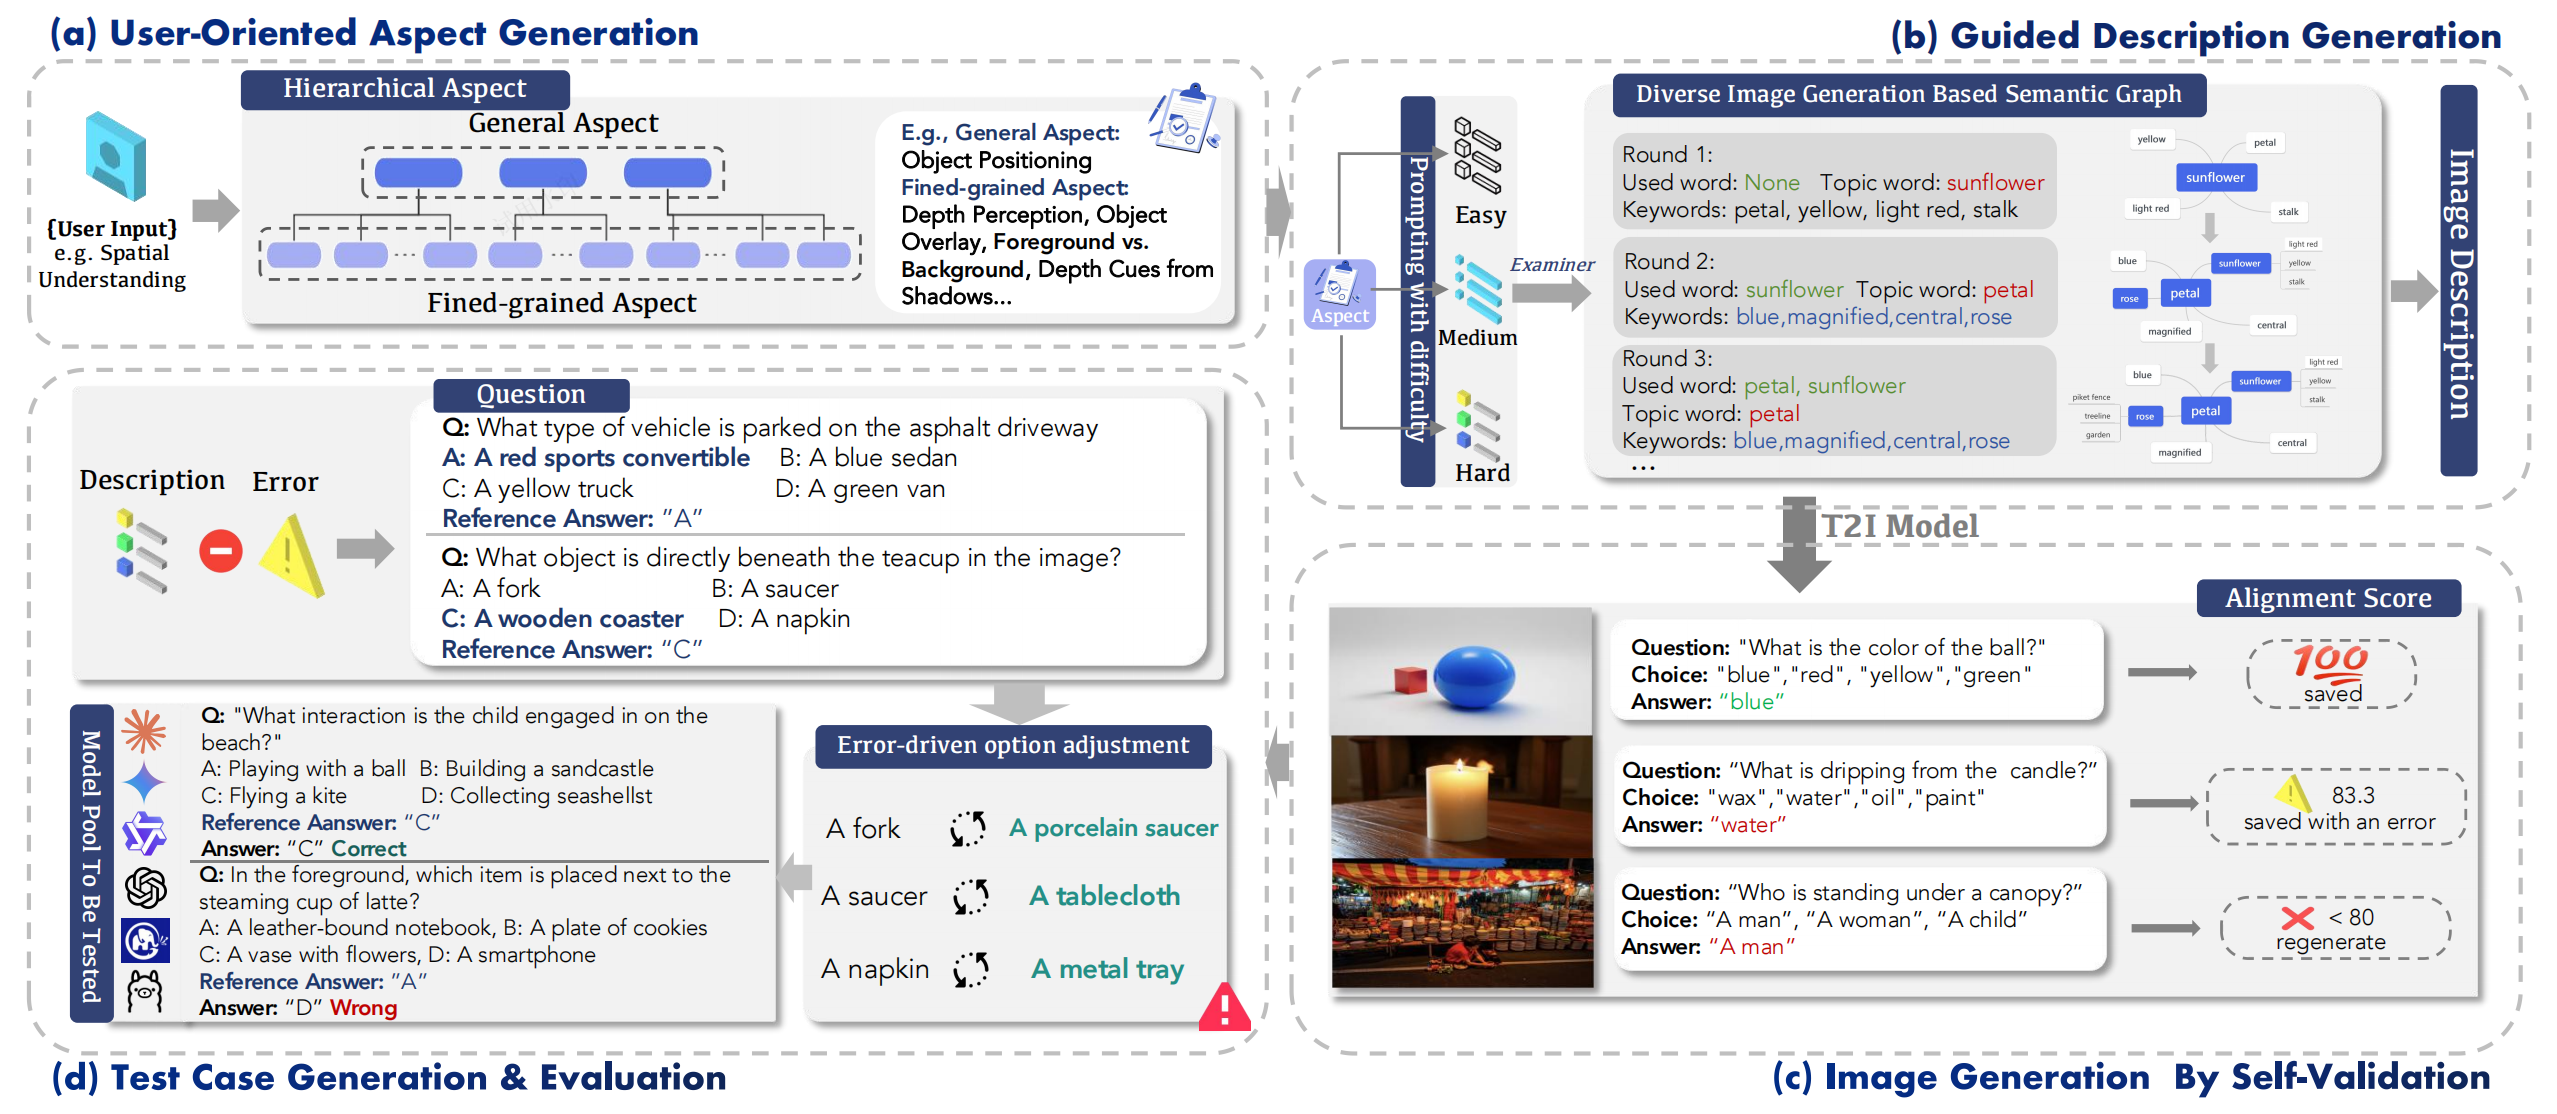 (a) User-Oriented Aspect Generation
Hierarchical Aspect
General Aspect
{User Input}
e.g. Spatial
Understanding
...
...
...
Fined-grained Aspect
E.g., General Aspect:
Object Positioning
Fined-grained Aspect:
Depth Perception, Object
Overlay, Foreground vs.
Background, Depth Cues from
Shadows...
(b) Guided Description Generation
Aspect
Prompting with difficulty
Easy
Medium
Hard
Examiner
Diverse Image Generation Based Semantic Graph
Round 1:
Used word: None Topic word: sunflower
Keywords: petal, yellow, light red, stalk
Round 2:
Used word: sunflower Topic word: petal
Keywords: blue,magnified,central,rose
Round 3:
Used word: petal, sunflower
Topic word: petal
Keywords: blue,magnified,central,rose
...
yellow
petal
sunflower
light red
stalk
light red
blue
sunflower
yellow
stalk
rose
petal
magnified
central
light red
blue
sunflower
yellow
stalk
piket fence
treeline
garden
rose
petal
magnified
central
Image Description
T2I Model
Alignment Score
Question: "What is the color of the ball?"
Choice: "blue","red", "yellow","green"
Answer: “blue”
100
saved
Question: “What is dripping from the candle?”
Choice: "wax","water","oil","paint"
Answer: “water”
83.3
saved with an error
Question: “Who is standing under a canopy?”
Choice: “A man”, “A woman”, “A child”
Answer: “A man”
< 80
regenerate
(c) Image Generation By Self-Validation
Description
Error
Question
Q: What type of vehicle is parked on the asphalt driveway
A: A red sports convertible B: A blue sedan
C: A yellow truck D: A green van
Reference Answer: “A”
Q: What object is directly beneath the teacup in the image?
A: A fork B: A saucer
C: A wooden coaster D: A napkin
Reference Answer: “C”
Error-driven option adjustment
A fork A porcelain saucer
A saucer A tablecloth
A napkin A metal tray
Model Pool To Be Tested
Q: "What interaction is the child engaged in on the
beach?"
A: Playing with a ball B: Building a sandcastle
C: Flying a kite D: Collecting seashellst
Reference Aanswer: “C”
Answer: “C” Correct
Q: In the foreground, which item is placed next to the
steaming cup of latte?
A: A leather-bound notebook, B: A plate of cookies
C: A vase with flowers, D: A smartphone
Reference Answer: “A”
Answer: “D” Wrong
(d) Test Case Generation & Evaluation